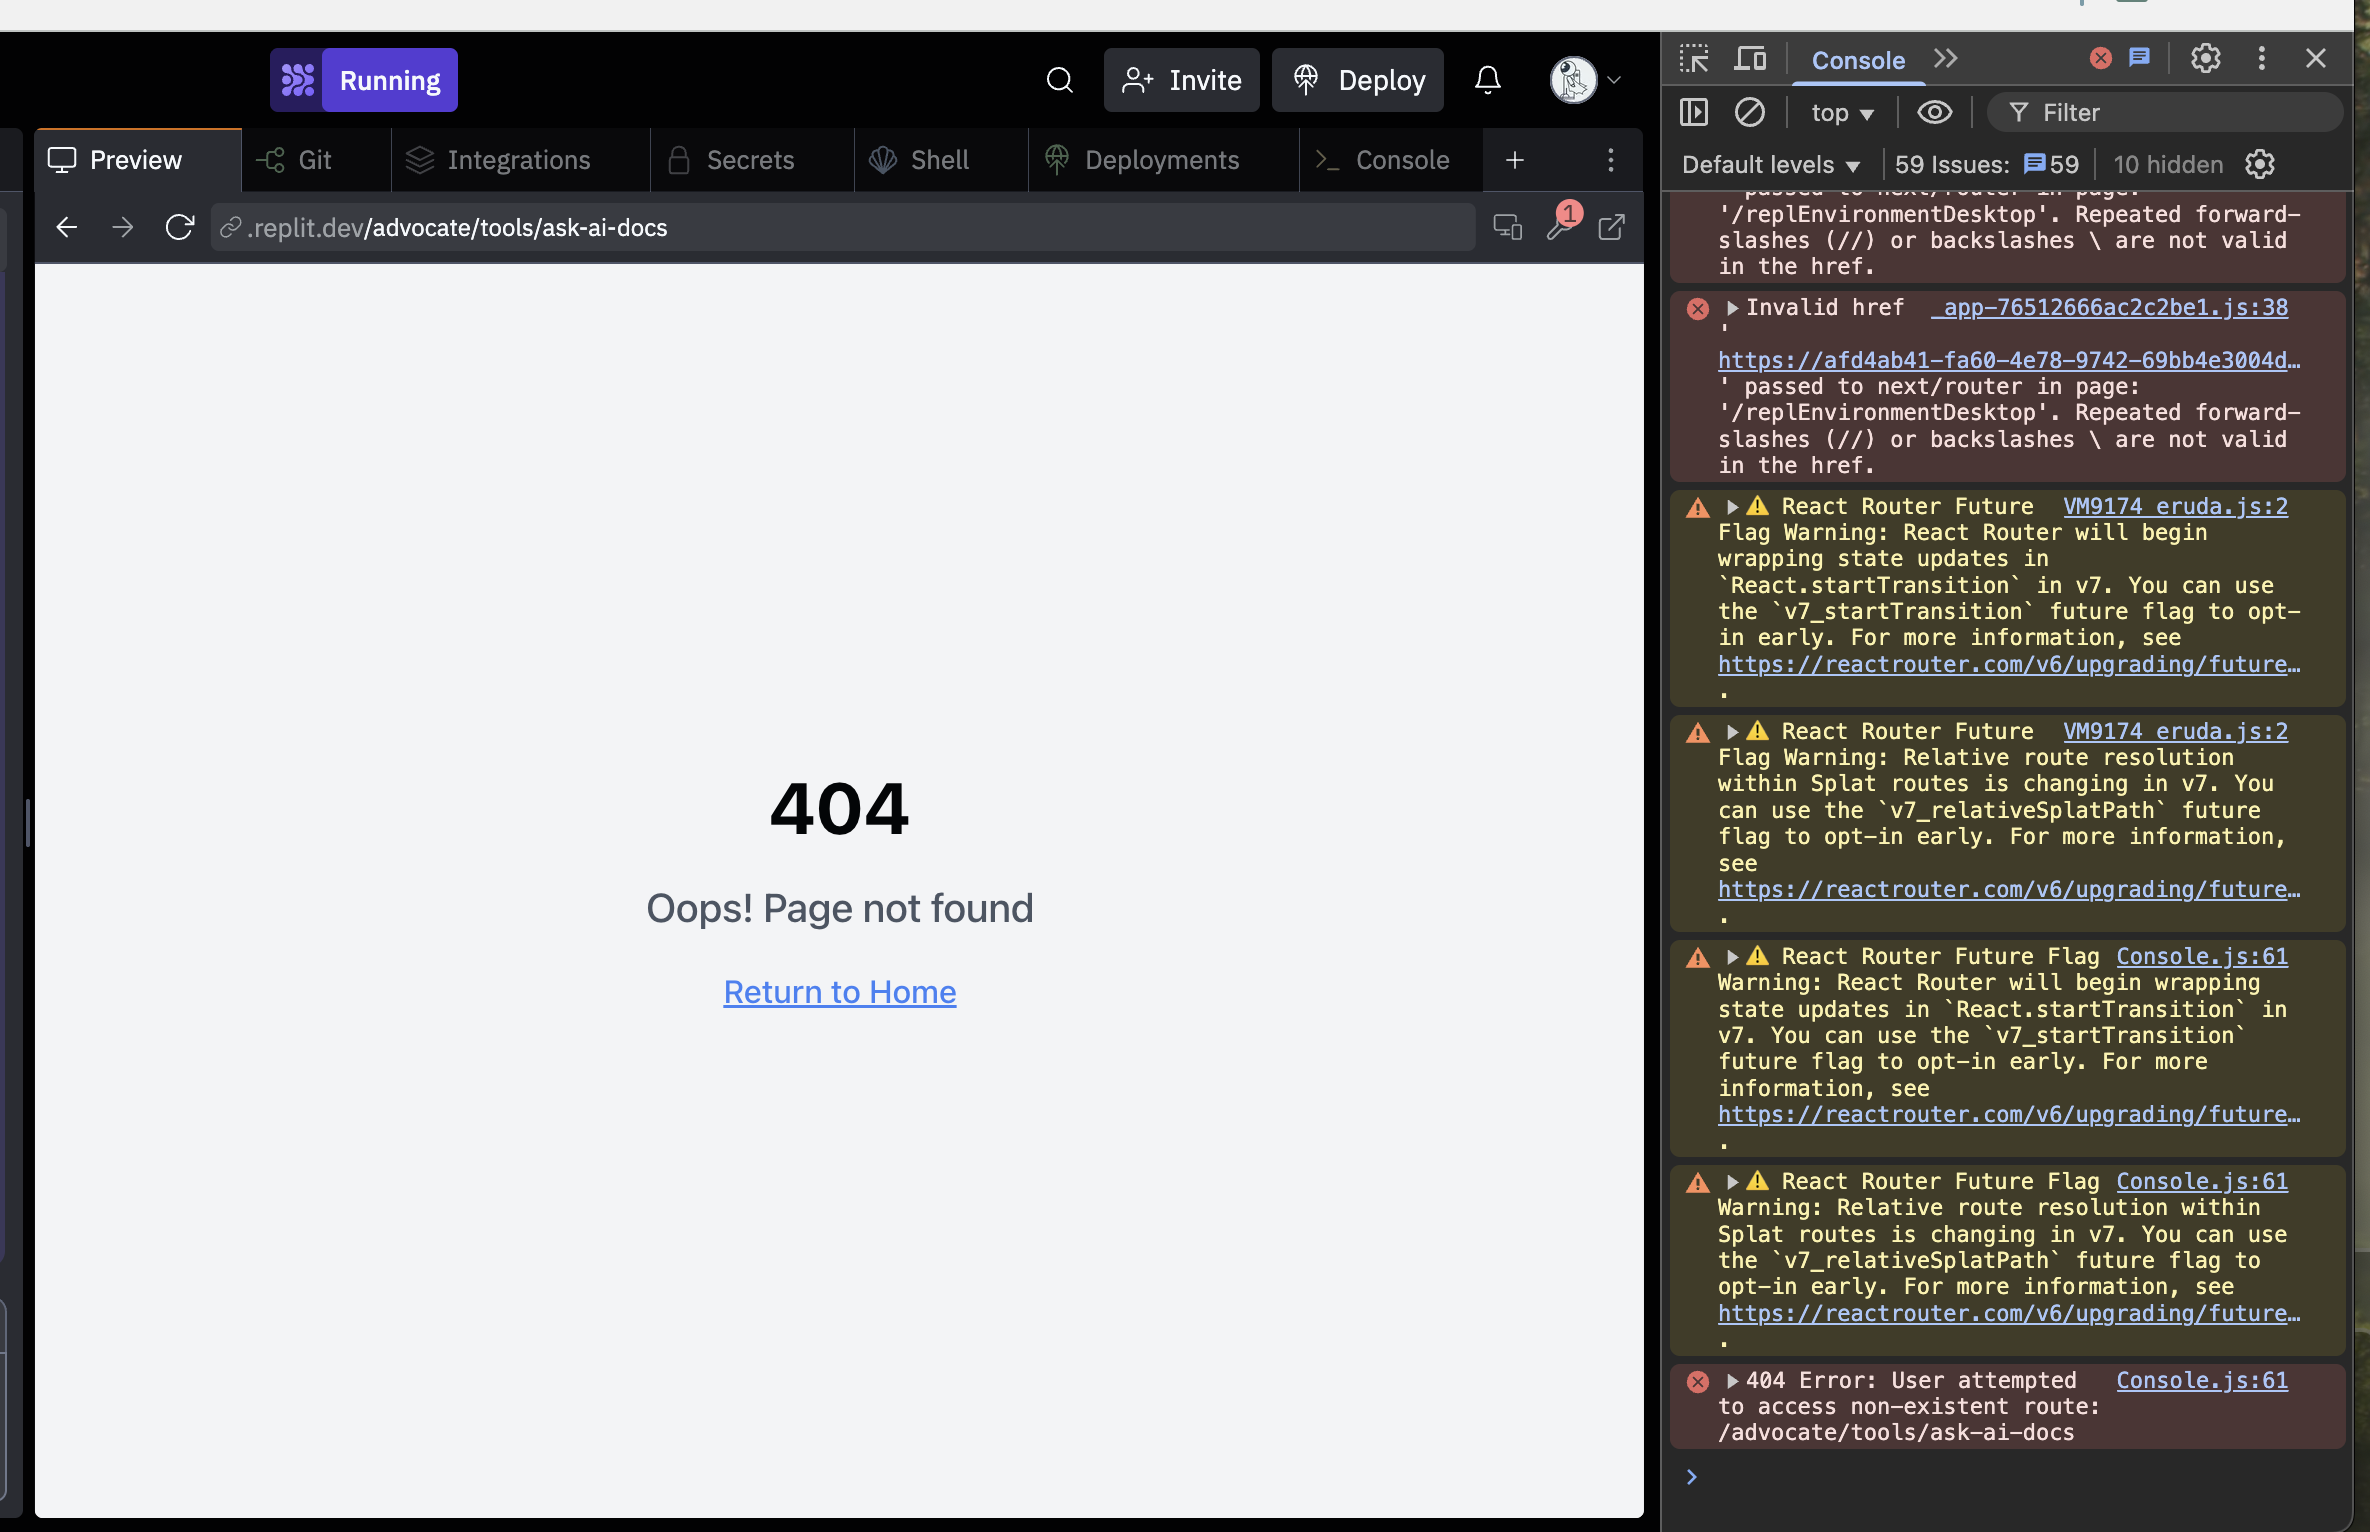 Running
Invite
Deploy
Preview
Git
Integrations
Secrets
Shell
Deployments
Console
.replit.dev/advocate/tools/ask-ai-docs
1
404
Oops! Page not found
Return to Home
Console
top
Filter
Default levels
59 Issues:
59
10 hidden
' passed to next/router in page:
'/replEnvironmentDesktop'. Repeated forward-
slashes (//) or backslashes \ are not valid
in the href.
Invalid href _app-76512666ac2c2be1.js:38
'
https://afd4ab41-fa60-4e78-9742-69bb4e3004d…
' passed to next/router in page:
'/replEnvironmentDesktop'. Repeated forward-
slashes (//) or backslashes \ are not valid
in the href.
⚠️ React Router Future VM9174 eruda.js:2
Flag Warning: React Router will begin
wrapping state updates in
`React.startTransition` in v7. You can use
the `v7_startTransition` future flag to opt-
in early. For more information, see
https://reactrouter.com/v6/upgrading/future…
.
⚠️ React Router Future VM9174 eruda.js:2
Flag Warning: Relative route resolution
within Splat routes is changing in v7. You
can use the `v7_relativeSplatPath` future
flag to opt-in early. For more information,
see
https://reactrouter.com/v6/upgrading/future…
.
⚠️ React Router Future Flag Console.js:61
Warning: React Router will begin wrapping
state updates in `React.startTransition` in
v7. You can use the `v7_startTransition`
future flag to opt-in early. For more
information, see
https://reactrouter.com/v6/upgrading/future…
.
⚠️ React Router Future Flag Console.js:61
Warning: Relative route resolution within
Splat routes is changing in v7. You can use
the `v7_relativeSplatPath` future flag to
opt-in early. For more information, see
https://reactrouter.com/v6/upgrading/future…
.
404 Error: User attempted Console.js:61
to access non-existent route:
/advocate/tools/ask-ai-docs